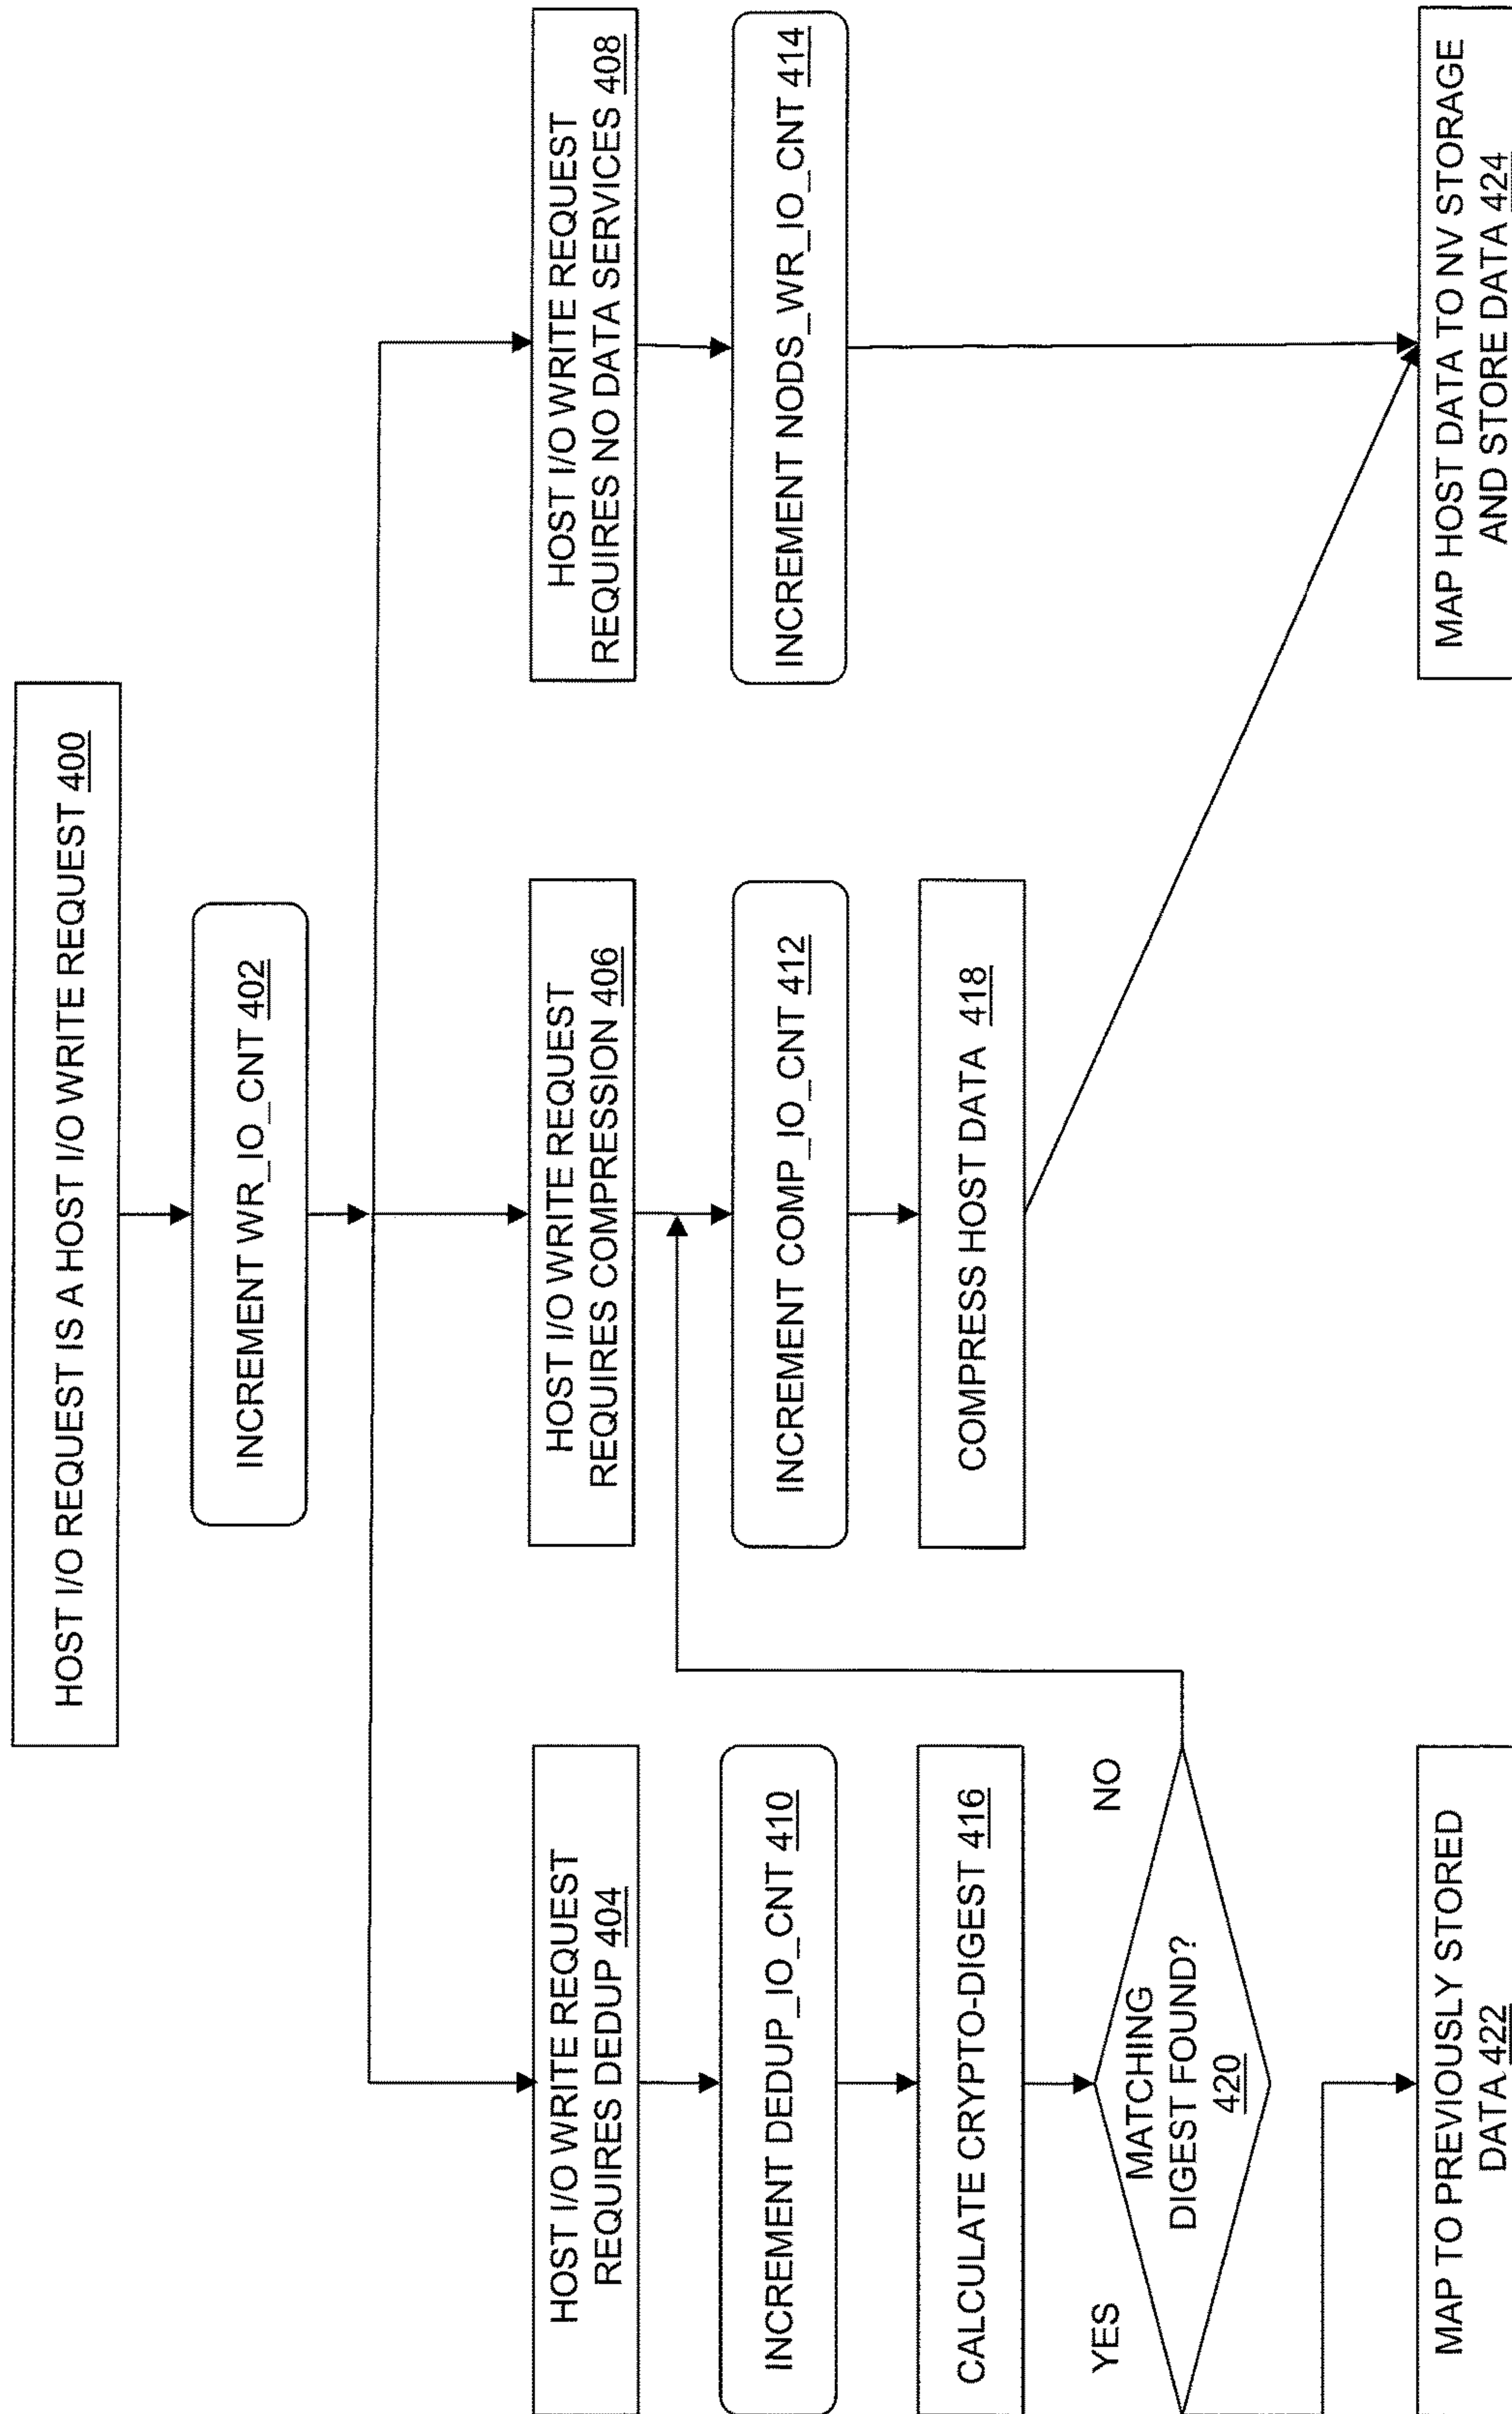 HOST I/O REQUEST IS A HOST I/O WRITE REQUEST 400
INCREMENT WR_IO_CNT 402
HOST I/O WRITE REQUEST
REQUIRES DEDUP 404
HOST I/O WRITE REQUEST
REQUIRES COMPRESSION 406
HOST I/O WRITE REQUEST
REQUIRES NO DATA SERVICES 408
INCREMENT DEDUP_IO_CNT 410
INCREMENT COMP_IO_CNT 412
INCREMENT NODS_WR_IO_CNT 414
CALCULATE CRYPTO-DIGEST 416
COMPRESS HOST DATA 418
YES
NO
MATCHING
DIGEST FOUND?
420
MAP TO PREVIOUSLY STORED
DATA 422
MAP HOST DATA TO NV STORAGE
AND STORE DATA 424